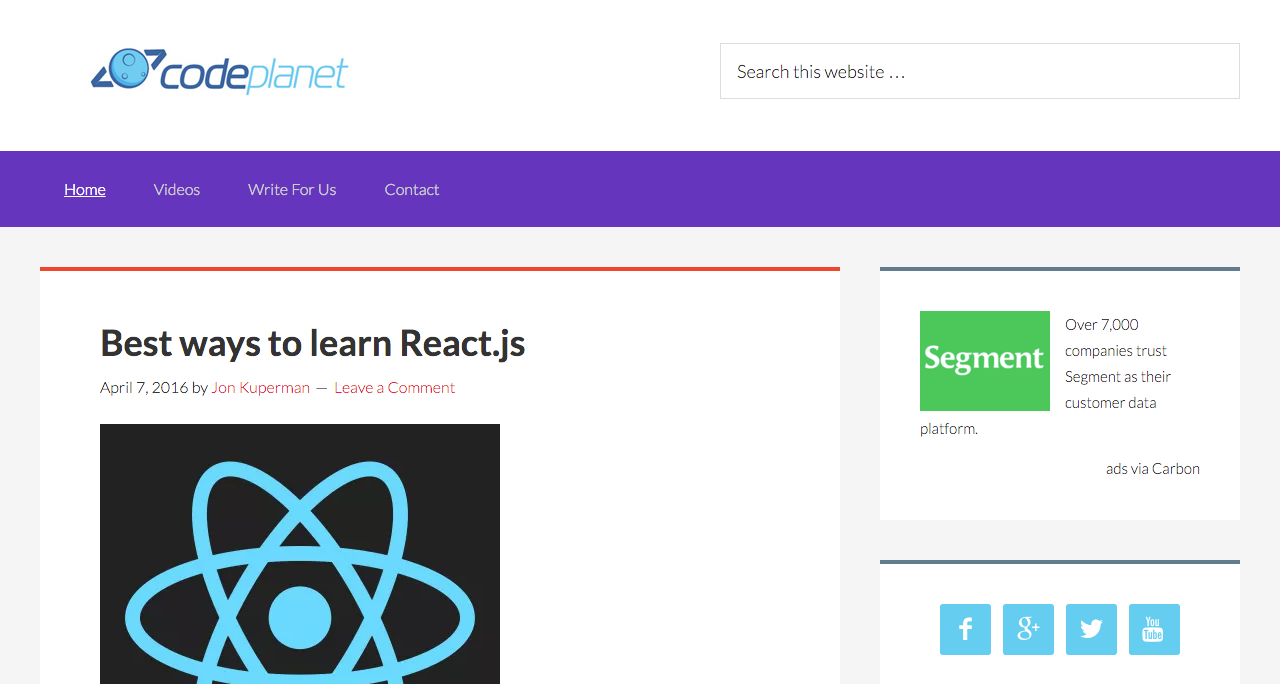 codeplanet
Search this website …
Home Videos Write For Us Contact
Best ways to learn React.js
April 7, 2016 by Jon Kuperman — Leave a Comment
Segment
Over 7,000
companies trust
Segment as their
customer data
platform.
ads via Carbon
f g+ You Tube